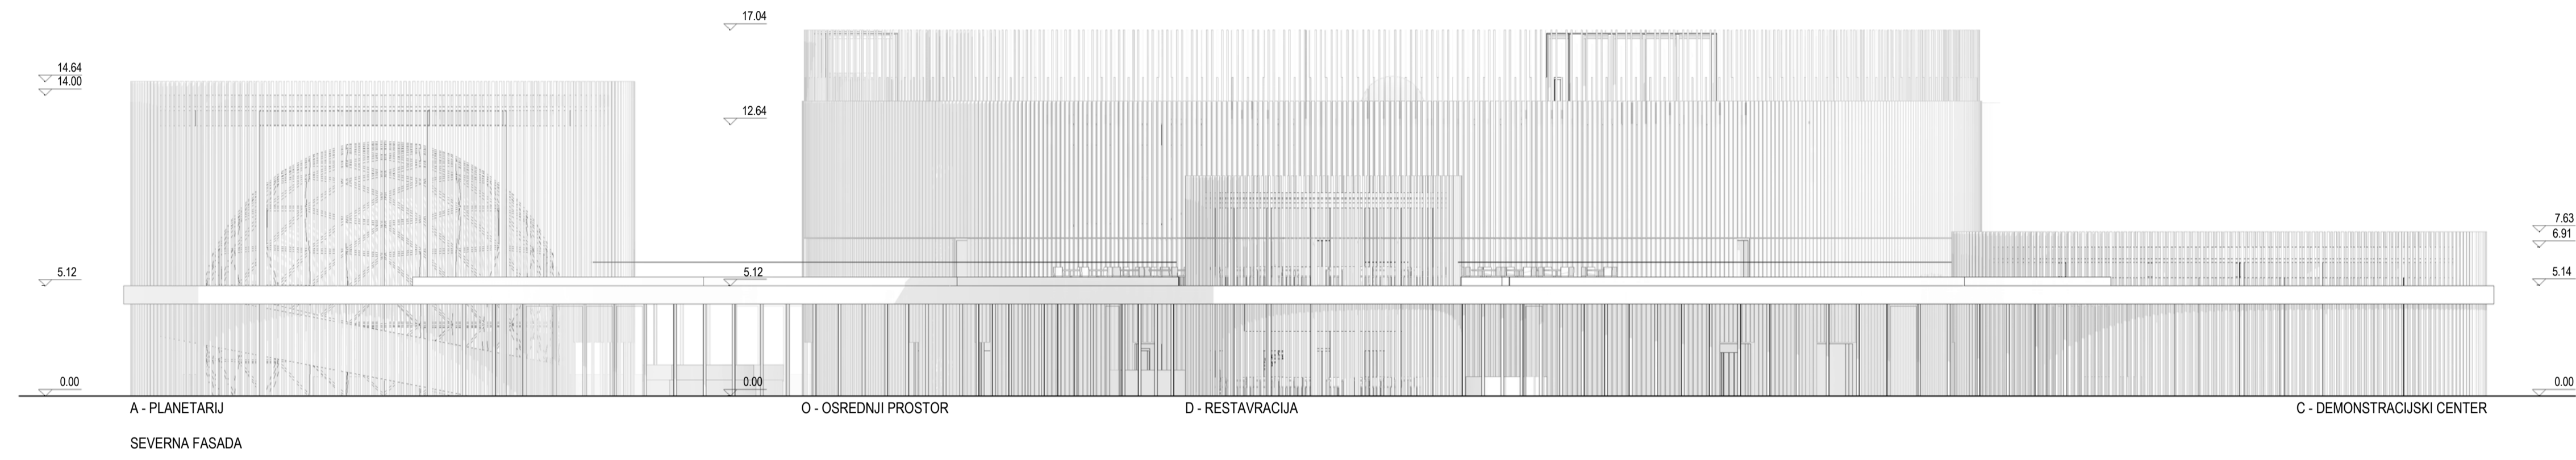 17.04
14.64
14.00
12.64
7.63
6.91
5.12
5.12
5.14
0.00
0.00
0.00
A - PLANETARIJ
O - OSREDNJI PROSTOR
D - RESTAVRACIJA
C - DEMONSTRACIJSKI CENTER
SEVERNA FASADA